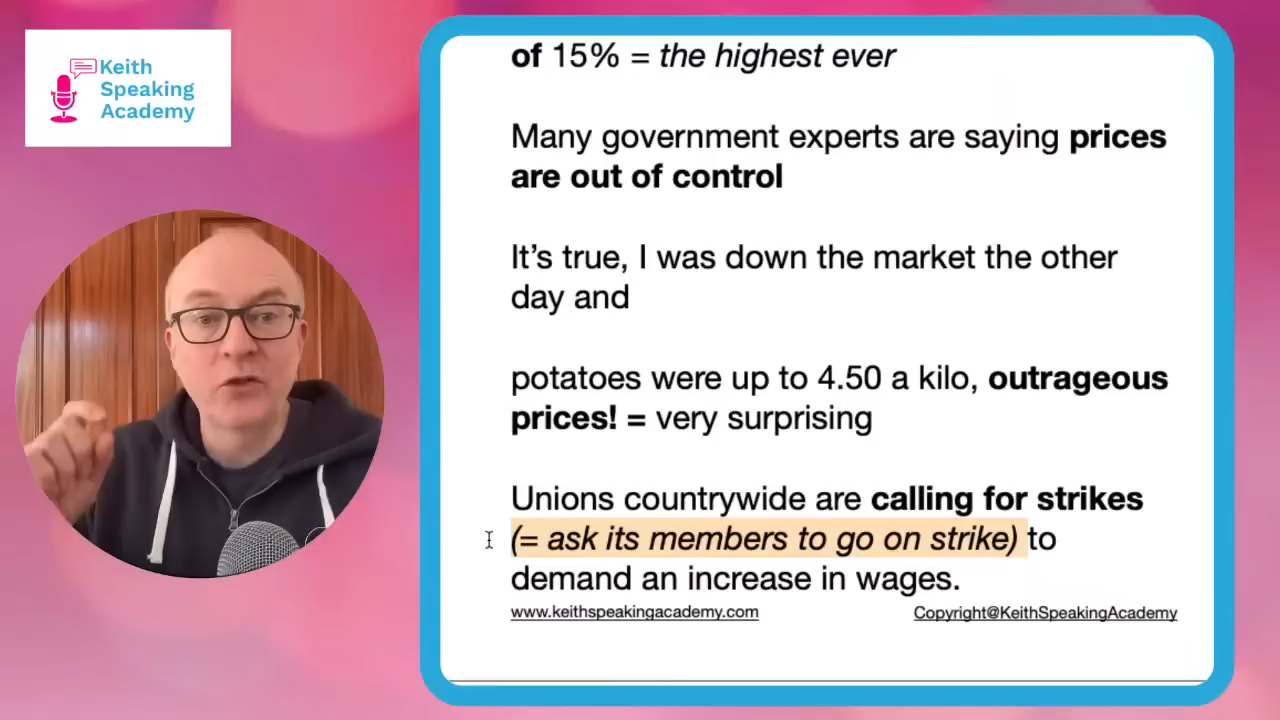 Keith
Speaking
Academy
of 15% = the highest ever
Many government experts are saying prices
are out of control
It’s true, I was down the market the other
day and
potatoes were up to 4.50 a kilo, outrageous
prices! = very surprising
Unions countrywide are calling for strikes
(= ask its members to go on strike) to
demand an increase in wages.
www.keithspeakingacademy.com
Copyright@KeithSpeakingAcademy